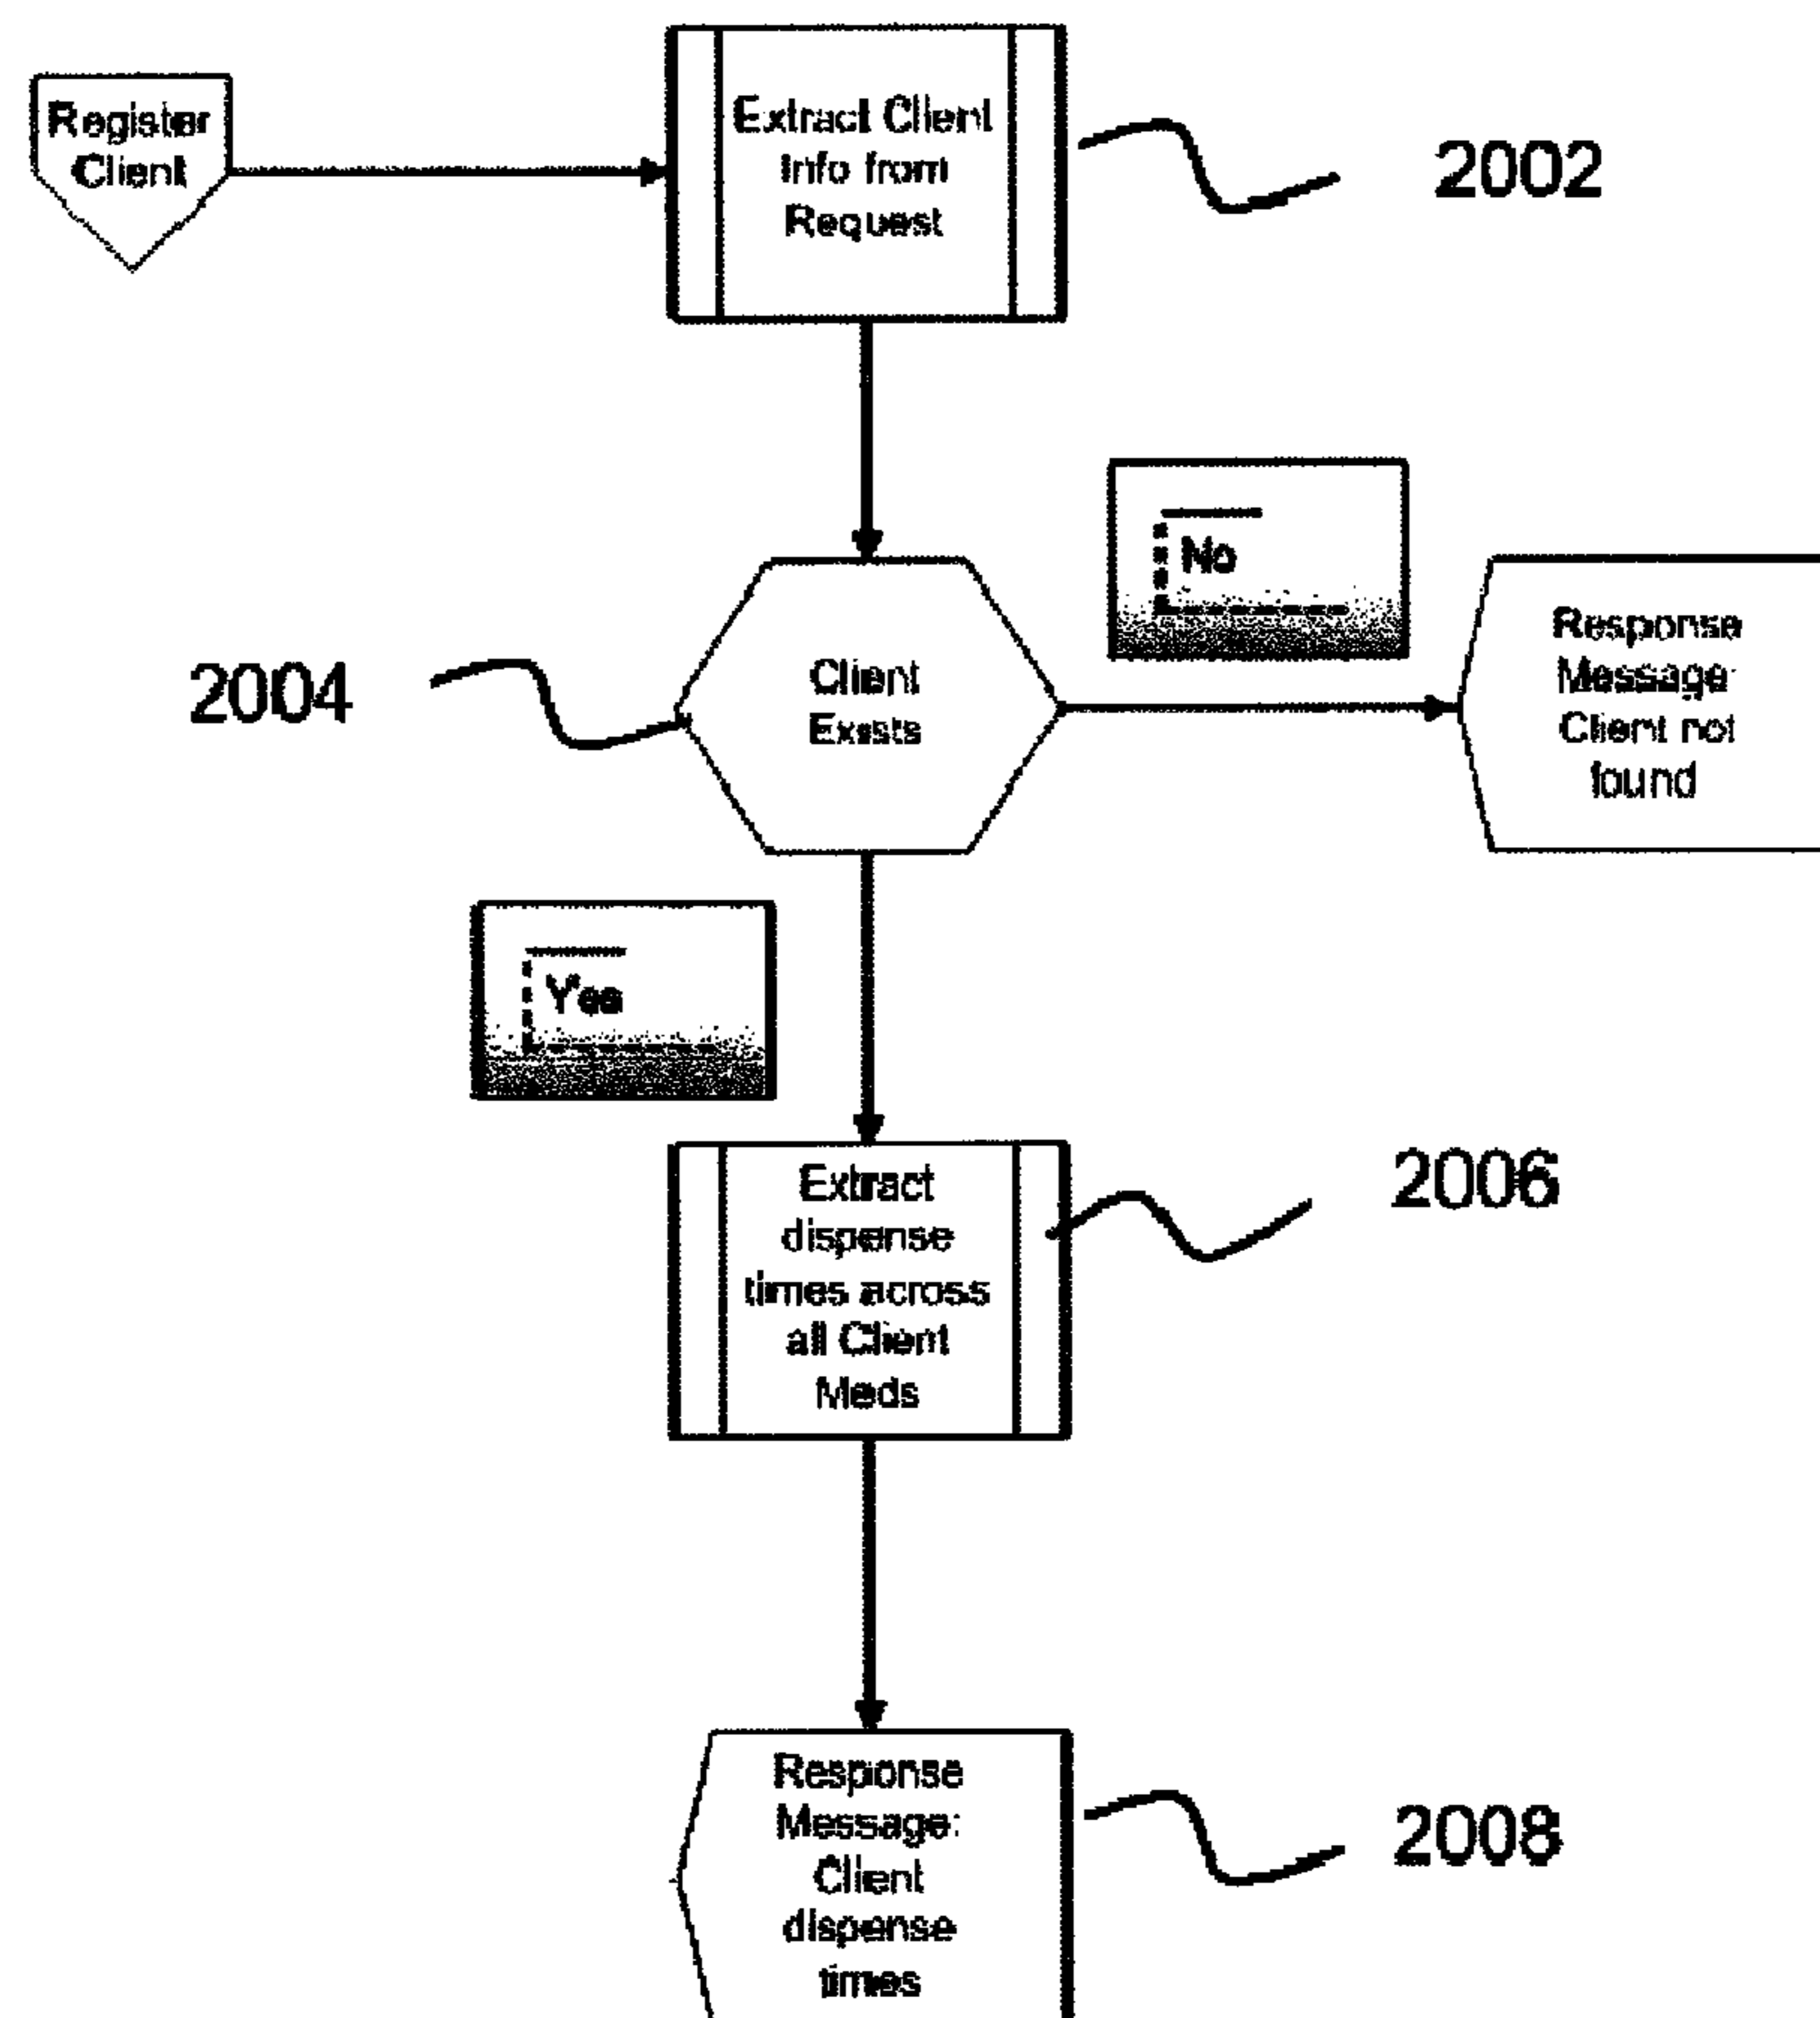 Register
Client
Extract Client
Info from
Request
2002
No
2004
Client
Exists
Response
Message:
Client not
found
Yes
Extract
dispense
times across
all Client
Meds
2006
Response
Message:
Client
dispense
times
2008